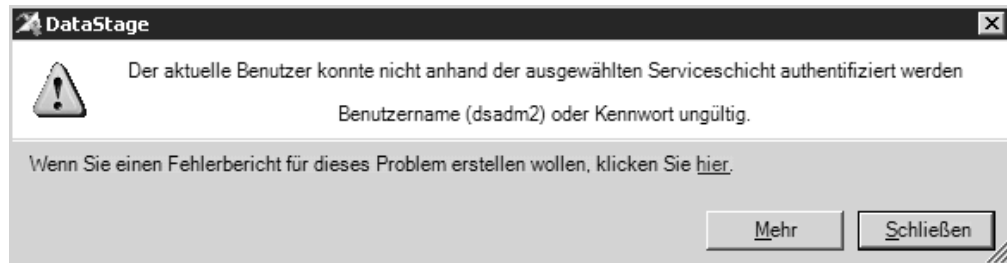 DataStage
Der aktuelle Benutzer konnte nicht anhand der ausgewählten Serviceschicht authentifiziert werden
Benutzername (dsadm2) oder Kennwort ungültig.
Wenn Sie einen Fehlerbericht für dieses Problem erstellen wollen, klicken Sie hier.
Mehr
Schließen